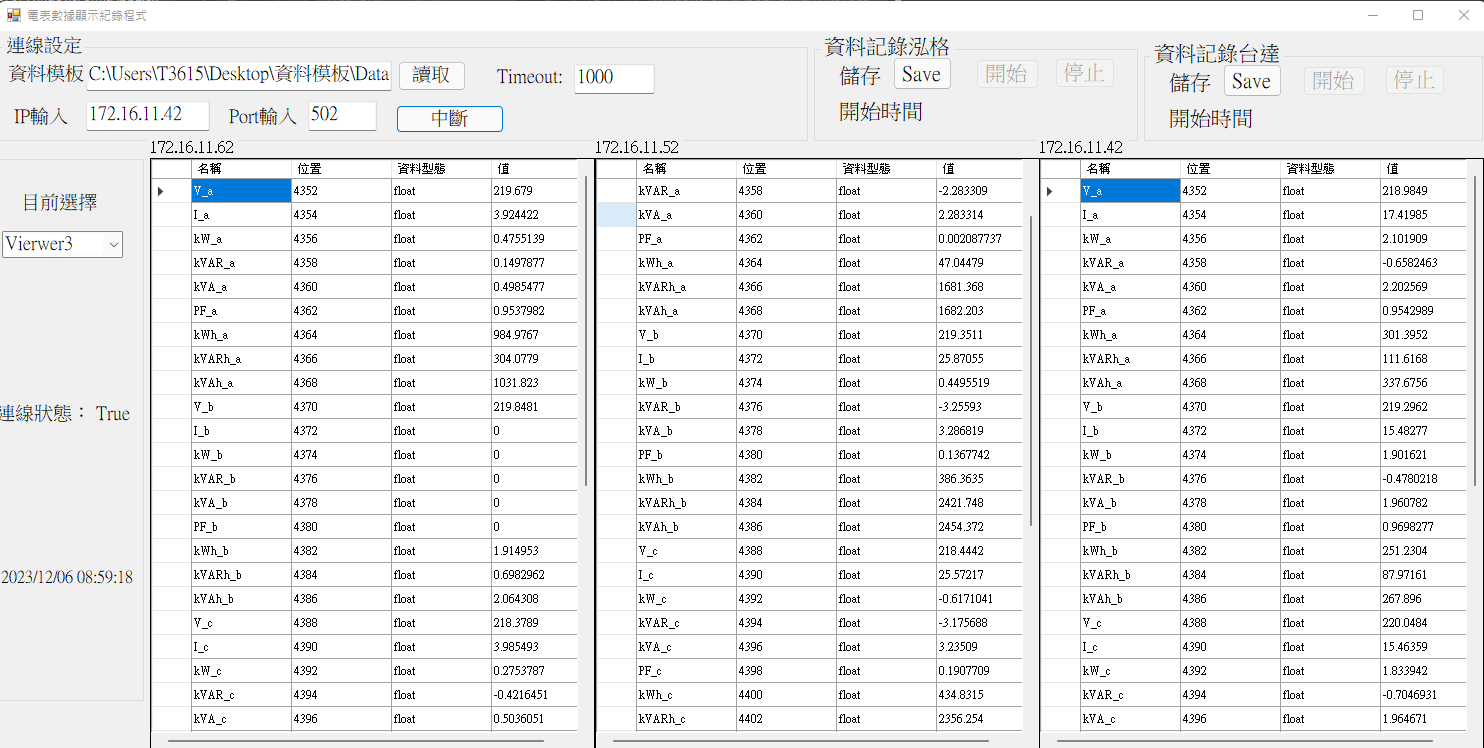 電表數據顯示紀錄程式
連線設定
資料模板 C:\Users\T3615\Desktop\資料模板\Data 讀取 Timeout: 1000
IP輸入 172.16.11.42 Port輸入 502 中斷
資料記錄泓格
儲存 Save 開始 停止
開始時間
資料記錄台達
儲存 Save 開始 停止
開始時間
目前選擇
Vierwer3
連線狀態： True
2023/12/06 08:59:18
172.16.11.62
名稱 位置 資料型態 值
V_a 4352 float 219.679
I_a 4354 float 3.924422
kW_a 4356 float 0.4755139
kVAR_a 4358 float 0.1497877
kVA_a 4360 float 0.4985477
PF_a 4362 float 0.9537982
kWh_a 4364 float 984.9767
kVARh_a 4366 float 304.0779
kVAh_a 4368 float 1031.823
V_b 4370 float 219.8481
I_b 4372 float 0
kW_b 4374 float 0
kVAR_b 4376 float 0
kVA_b 4378 float 0
PF_b 4380 float 0
kWh_b 4382 float 1.914953
kVARh_b 4384 float 0.6982962
kVAh_b 4386 float 2.064308
V_c 4388 float 218.3789
I_c 4390 float 3.985493
kW_c 4392 float 0.2753787
kVAR_c 4394 float -0.4216451
kVA_c 4396 float 0.5036051
172.16.11.52
名稱 位置 資料型態 值
kVAR_a 4358 float -2.283309
kVA_a 4360 float 2.283314
PF_a 4362 float 0.002087737
kWh_a 4364 float 47.04479
kVARh_a 4366 float 1681.368
kVAh_a 4368 float 1682.203
V_b 4370 float 219.3511
I_b 4372 float 25.87055
kW_b 4374 float 0.4495519
kVAR_b 4376 float -3.25593
kVA_b 4378 float 3.286819
PF_b 4380 float 0.1367742
kWh_b 4382 float 386.3635
kVARh_b 4384 float 2421.748
kVAh_b 4386 float 2454.372
V_c 4388 float 218.4442
I_c 4390 float 25.57217
kW_c 4392 float -0.6171041
kVAR_c 4394 float -3.175688
kVA_c 4396 float 3.23509
PF_c 4398 float 0.1907709
kWh_c 4400 float 434.8315
kVARh_c 4402 float 2356.254
172.16.11.42
名稱 位置 資料型態 值
V_a 4352 float 218.9849
I_a 4354 float 17.41985
kW_a 4356 float 2.101909
kVAR_a 4358 float -0.6582463
kVA_a 4360 float 2.202569
PF_a 4362 float 0.9542989
kWh_a 4364 float 301.3952
kVARh_a 4366 float 111.6168
kVAh_a 4368 float 337.6756
V_b 4370 float 219.2962
I_b 4372 float 15.48277
kW_b 4374 float 1.901621
kVAR_b 4376 float -0.4780218
kVA_b 4378 float 1.960782
PF_b 4380 float 0.9698277
kWh_b 4382 float 251.2304
kVARh_b 4384 float 87.97161
kVAh_b 4386 float 267.896
V_c 4388 float 220.0484
I_c 4390 float 15.46359
kW_c 4392 float 1.833942
kVAR_c 4394 float -0.7046931
kVA_c 4396 float 1.964671